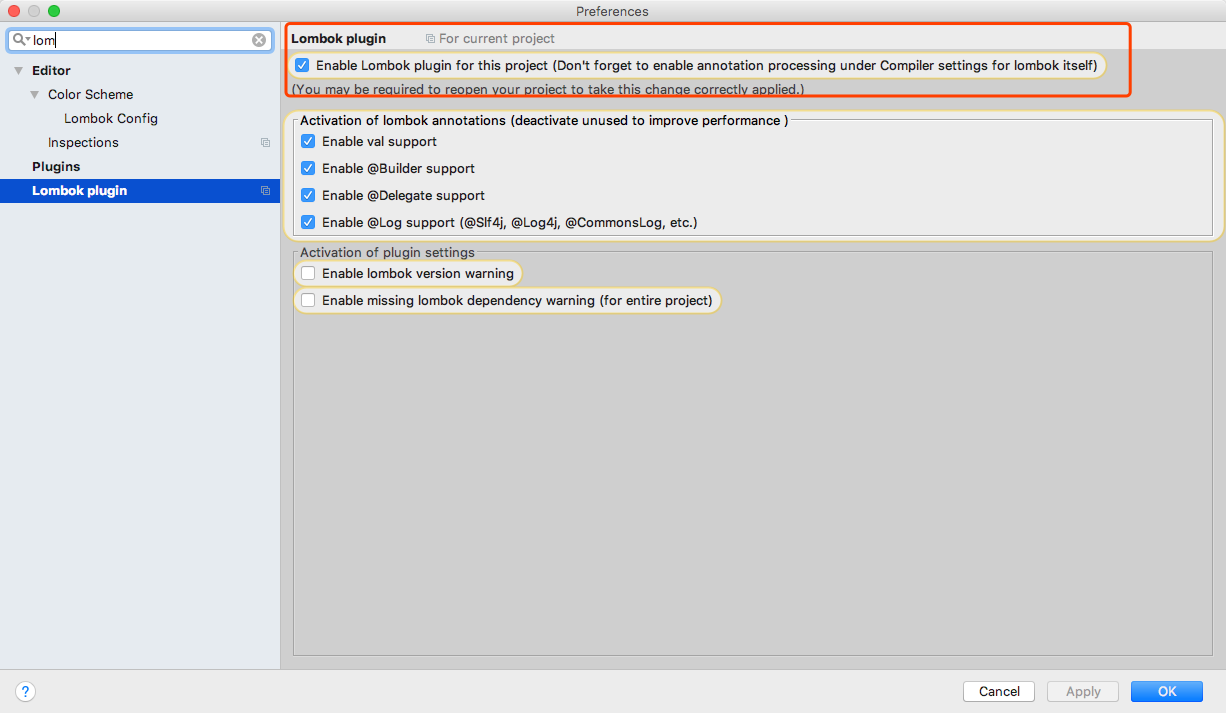 Preferences
lom
Editor
Color Scheme
Lombok Config
Inspections
Plugins
Lombok plugin
Lombok plugin For current project
Enable Lombok plugin for this project (Don't forget to enable annotation processing under Compiler settings for lombok itself)
(You may be required to reopen your project to take this change correctly applied.)
Activation of lombok annotations (deactivate unused to improve performance )
Enable val support
Enable @Builder support
Enable @Delegate support
Enable @Log support (@Slf4j, @Log4j, @CommonsLog, etc.)
Activation of plugin settings
Enable lombok version warning
Enable missing lombok dependency warning (for entire project)
?
Cancel Apply OK